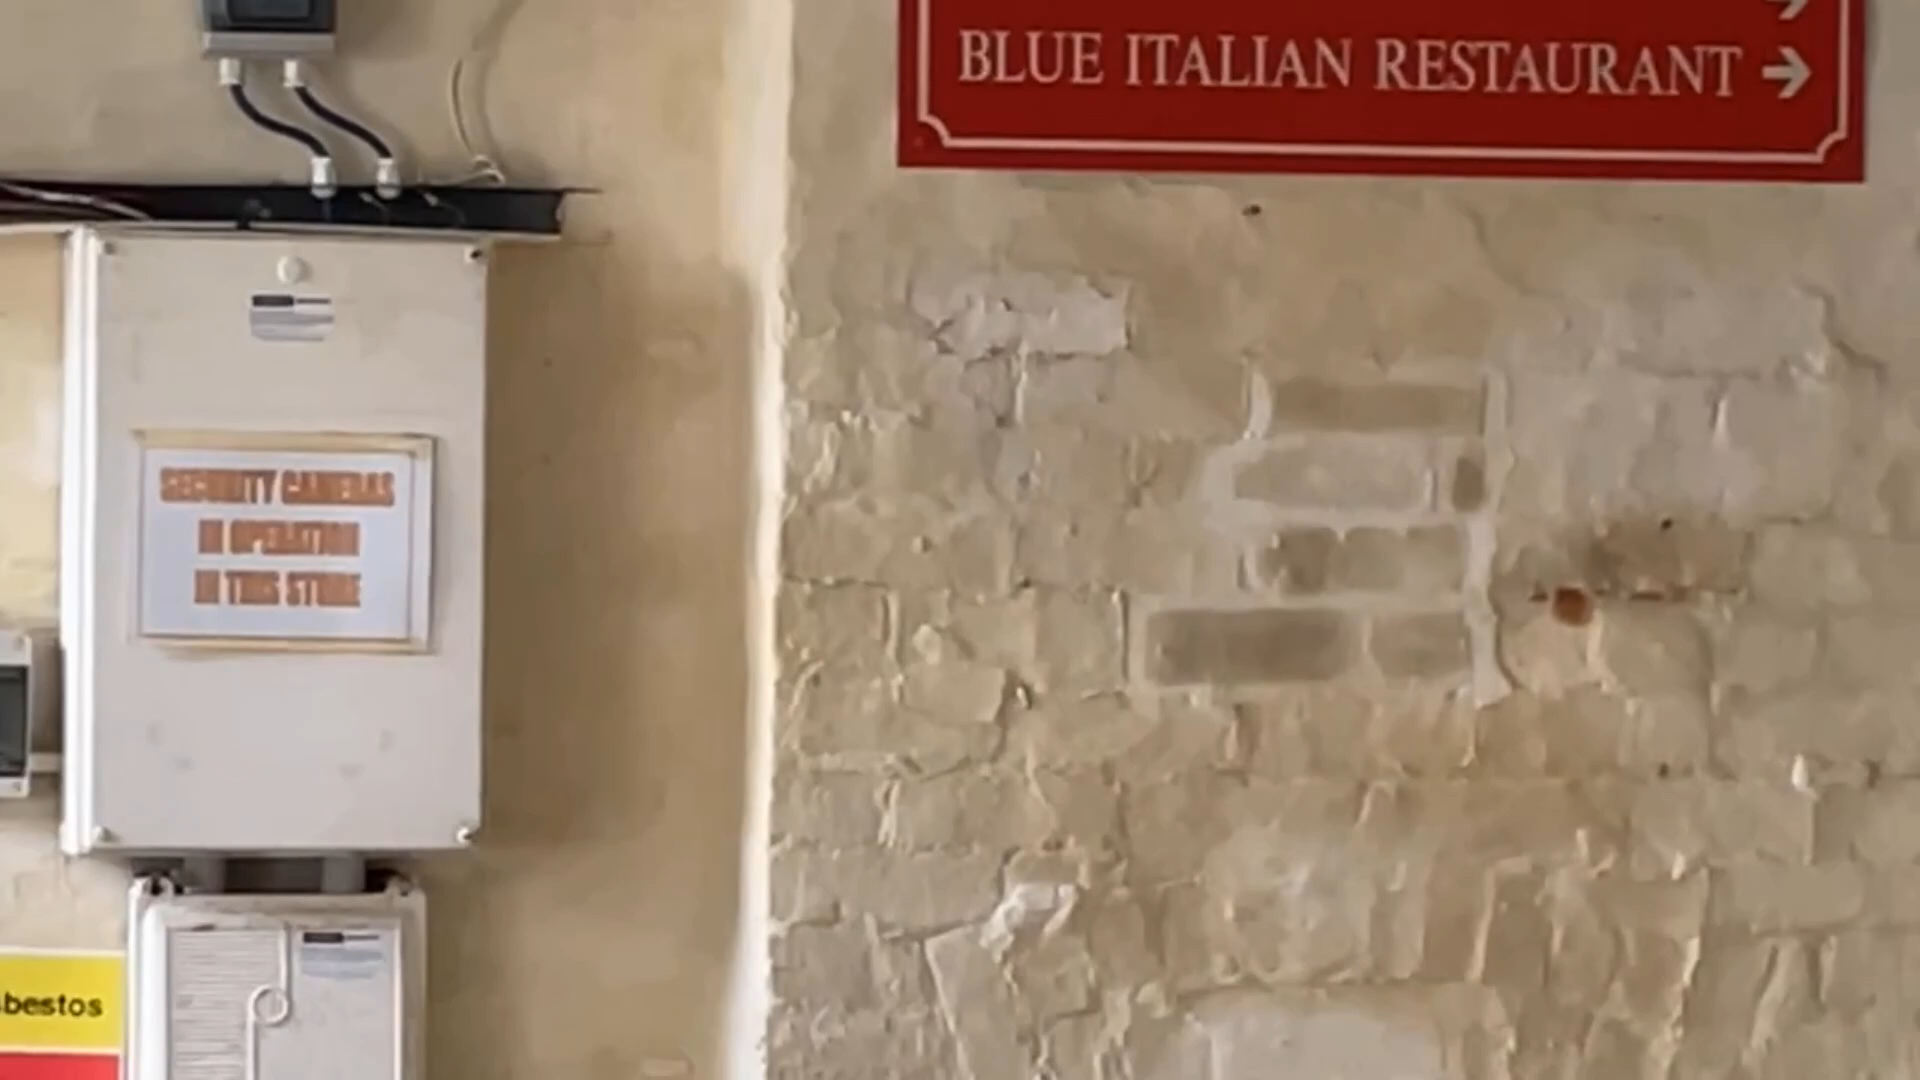 BLUE ITALIAN RESTAURANT →
SECURITY CAMERAS
IN OPERATION
IN THIS STORE
bestos